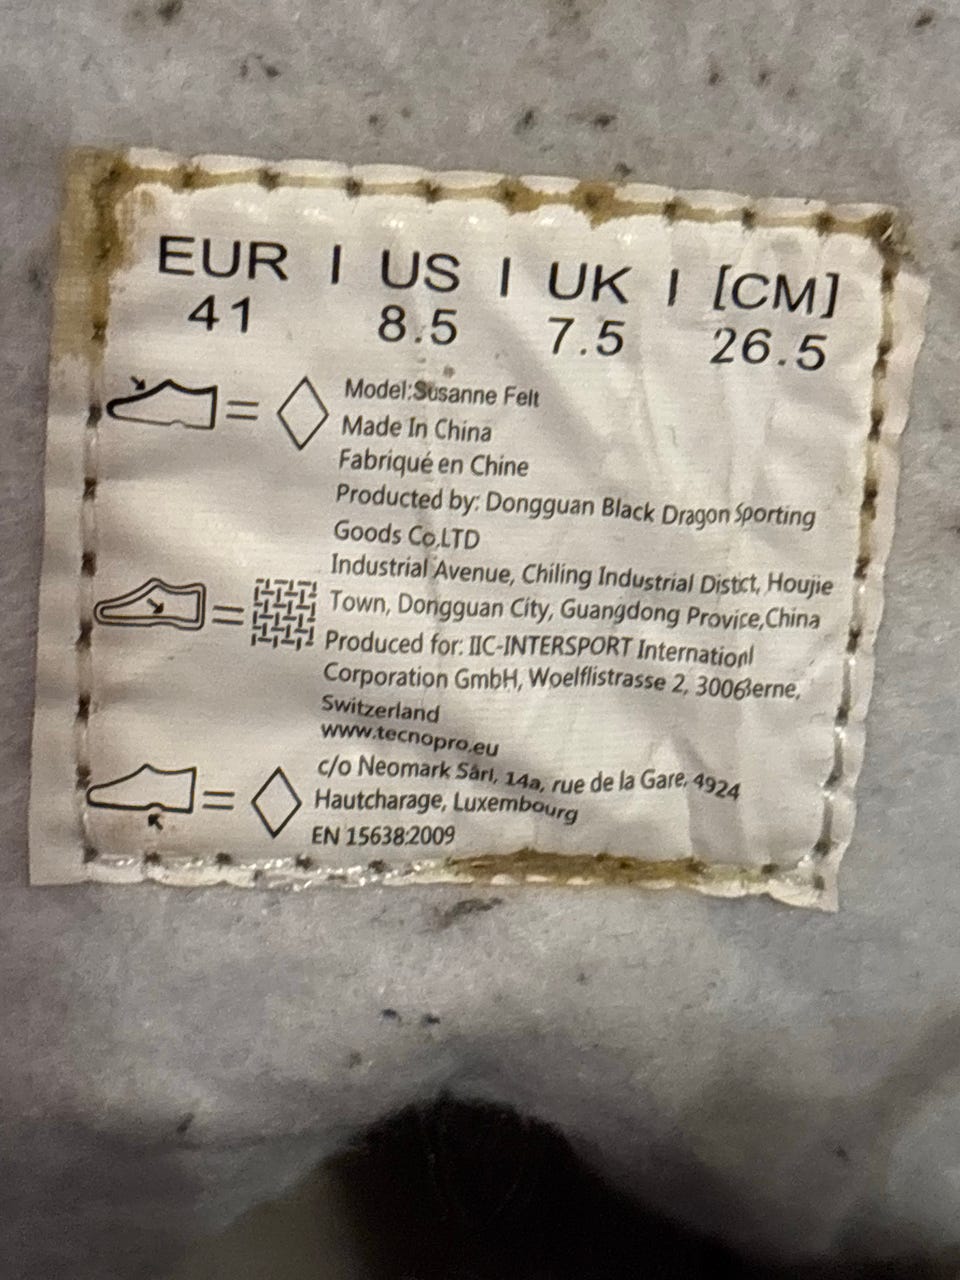 EUR | US | UK | [CM]
41 8.5 7.5 26.5
Model:Susanne Felt
Made In China
Fabriqué en Chine
Producted by: Dongguan Black Dragon Sporting
Goods Co,LTD
Industrial Avenue, Chiling Industrial Distict, Houjie
Town, Dongguan City, Guangdong Provice,China
Produced for: IIC-INTERSPORT Internationl
Corporation GmbH, Woelflistrasse 2, 3006Berne,
Switzerland
www.tecnopro.eu
c/o Neomark Sàrl, 14a, rue de la Gare, 4924
Hautcharage, Luxembourg
EN 15638:2009